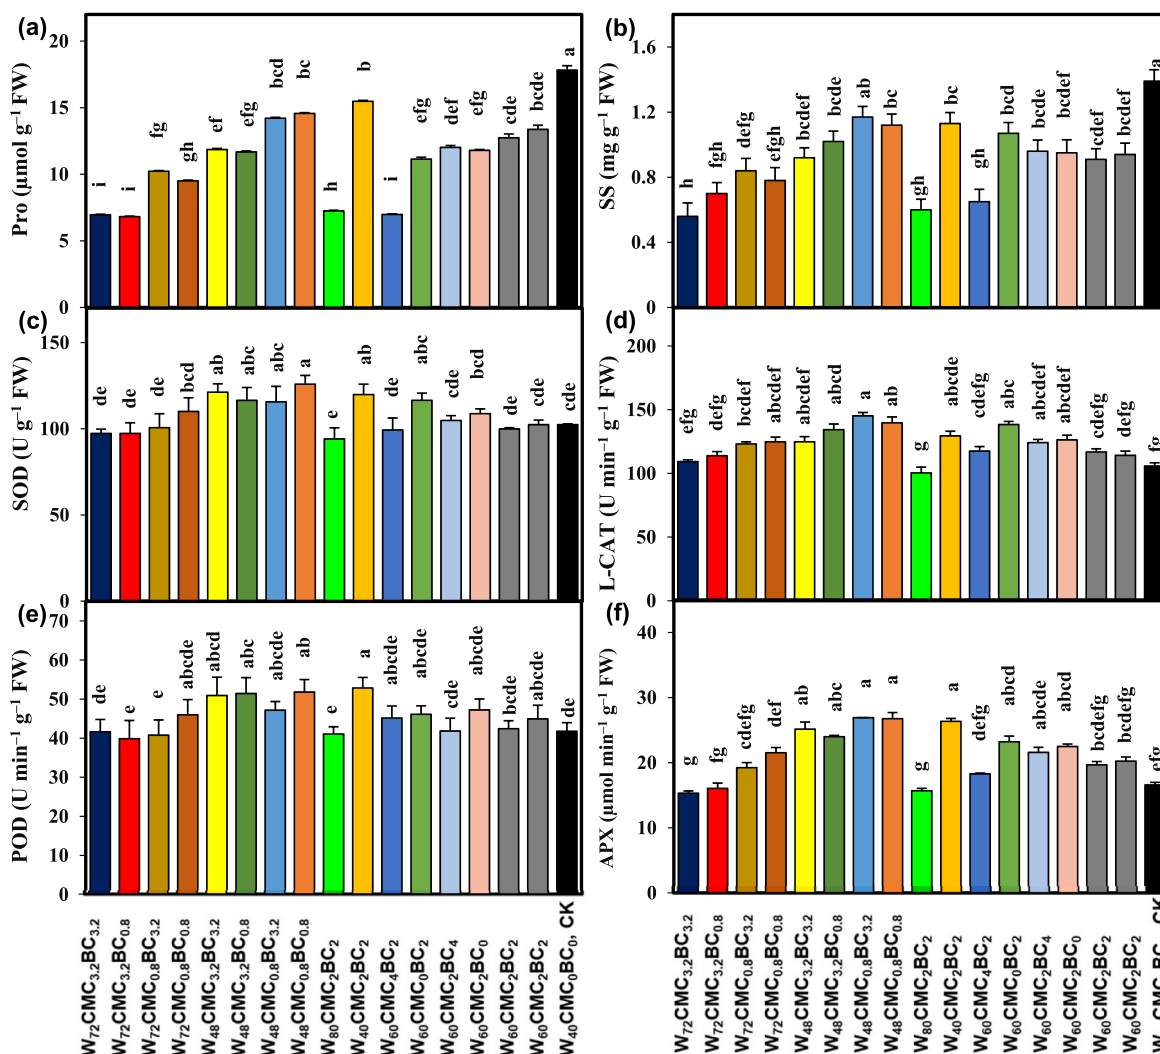 (a)
Pro (μmol g⁻¹ FW)
20
15
10
5
0
i
i
fg
gh
ef
efg
bcd
bc
h
b
i
efg
def
efg
cde
bcde
a
(b)
SS (mg g⁻¹ FW)
1.6
1.2
0.8
0.4
0
h
fgh
defg
efgh
bcdef
bcde
ab
bc
gh
bc
gh
bcd
bcde
bcdef
cdef
bcdef
a
(c)
SOD (U g⁻¹ FW)
150
100
50
0
de
de
de
bcd
ab
abc
abc
a
e
ab
de
abc
cde
bcd
de
cde
cde
(d)
L-CAT (U min⁻¹ g⁻¹ FW)
200
150
100
50
0
efg
defg
bcdef
abcdef
abcdef
abcd
a
ab
g
abcde
cdefg
abc
abcdef
abcdef
cdefg
defg
fg
(e)
POD (U min⁻¹ g⁻¹ FW)
70
60
50
40
30
20
10
0
de
e
e
abcde
abcd
abc
abcde
ab
e
a
abcde
abcde
cde
abcde
bcde
abcde
de
(f)
APX (μmol min⁻¹ mg g⁻¹ FW)
40
30
20
10
0
g
fg
cdefg
def
ab
abc
a
a
g
a
defg
abcd
abcde
abcd
bcdefg
bcdefg
efg
W₇₂CMC₃.₂BC₃.₂
W₇₂CMC₃.₂BC₀.₈
W₇₂CMC₀.₈BC₃.₂
W₇₂CMC₀.₈BC₀.₈
W₄₈CMC₃.₂BC₃.₂
W₄₈CMC₃.₂BC₀.₈
W₄₈CMC₀.₈BC₃.₂
W₄₈CMC₀.₈BC₀.₈
W₈₀CMC₂BC₂
W₄₀CMC₂BC₂
W₆₀CMC₄BC₂
W₆₀CMC₀BC₂
W₆₀CMC₂BC₄
W₆₀CMC₂BC₀
W₆₀CMC₂BC₂
W₆₀CMC₂BC₂
W₄₀CMC₀BC₀, CK
W₇₂CMC₃.₂BC₃.₂
W₇₂CMC₃.₂BC₀.₈
W₇₂CMC₀.₈BC₃.₂
W₇₂CMC₀.₈BC₀.₈
W₄₈CMC₃.₂BC₃.₂
W₄₈CMC₃.₂BC₀.₈
W₄₈CMC₀.₈BC₃.₂
W₄₈CMC₀.₈BC₀.₈
W₈₀CMC₂BC₂
W₄₀CMC₂BC₂
W₆₀CMC₄BC₂
W₆₀CMC₀BC₂
W₆₀CMC₂BC₄
W₆₀CMC₂BC₀
W₆₀CMC₂BC₂
W₆₀CMC₂BC₂